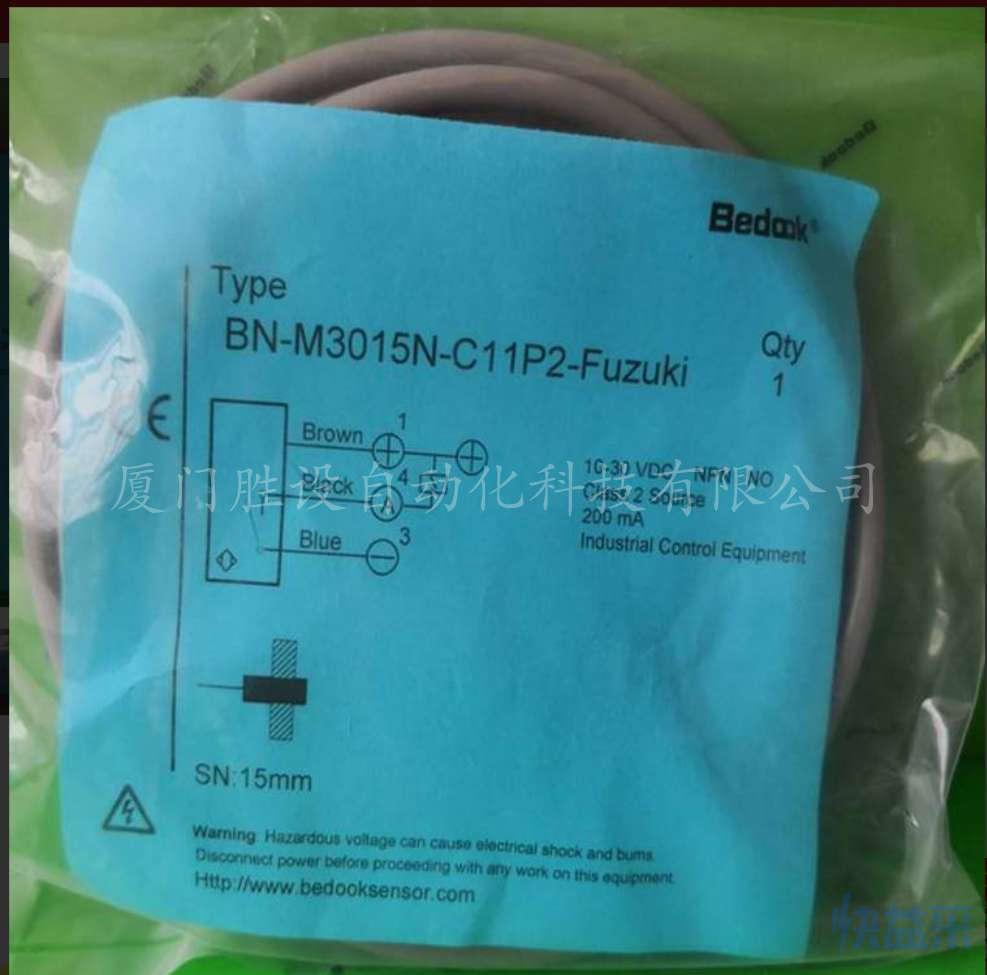 Bedook®
Type
BN-M3015N-C11P2-Fuzuki
Qty
1
Brown
1
Black
4
A
Blue
3
10-30 VDC NPN NO
Class 2 Source
200 mA
Industrial Control Equipment
厦门胜设自动化科技有限公司
SN:15mm
Warning: Hazardous voltage can cause electrical shock and burns.
Disconnect power before proceeding with any work on this equipment.
Http://www.bedooksensor.com
快益采